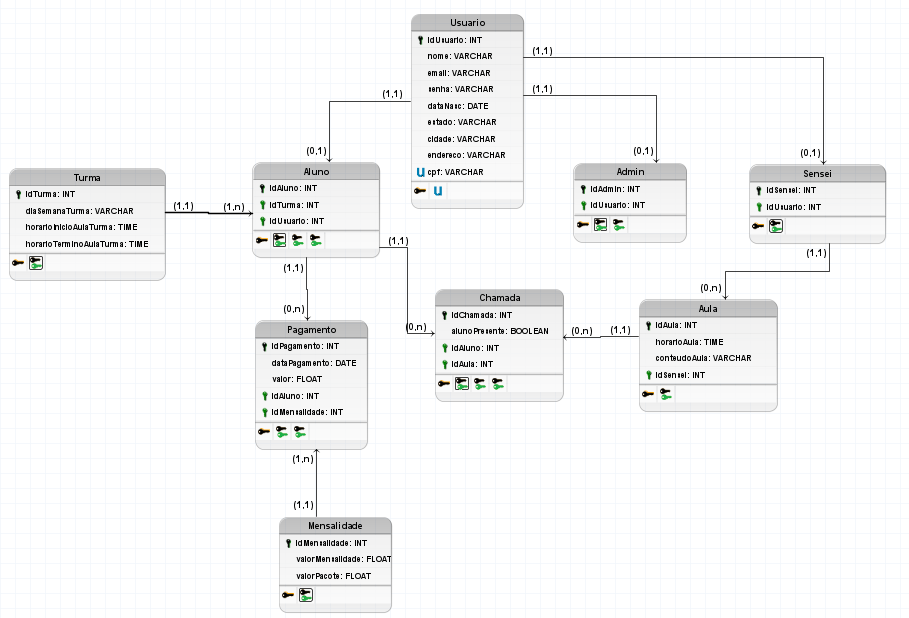 Usuario
idUsuario: INT
nome: VARCHAR
email: VARCHAR
senha: VARCHAR
dataNasc: DATE
estado: VARCHAR
cidade: VARCHAR
endereco: VARCHAR
U cpf: VARCHAR
U
(1,1)
(1,1)
(1,1)
(0,1)
(0,1)
(0,1)
Turma
idTurma: INT
diaSemanaTurma: VARCHAR
horarioInicioAulaTurma: TIME
horarioTerminoAulaTurma: TIME
(1,1)
(1,n)
Aluno
idAluno: INT
idTurma: INT
idUsuario: INT
Admin
idAdmin: INT
idUsuario: INT
Sensei
idSensei: INT
idUsuario: INT
(1,1)
(1,1)
(1,1)
(0,n)
(0,n)
(0,n)
Chamada
idChamada: INT
alunoPresente: BOOLEAN
idAluno: INT
idAula: INT
(0,n)
(1,1)
Aula
idAula: INT
horarioAula: TIME
conteudoAula: VARCHAR
idSensei: INT
Pagamento
idPagamento: INT
dataPagamento: DATE
valor: FLOAT
idAluno: INT
idMensalidade: INT
(1,n)
(1,1)
Mensalidade
idMensalidade: INT
valorMensalidade: FLOAT
valorPacote: FLOAT